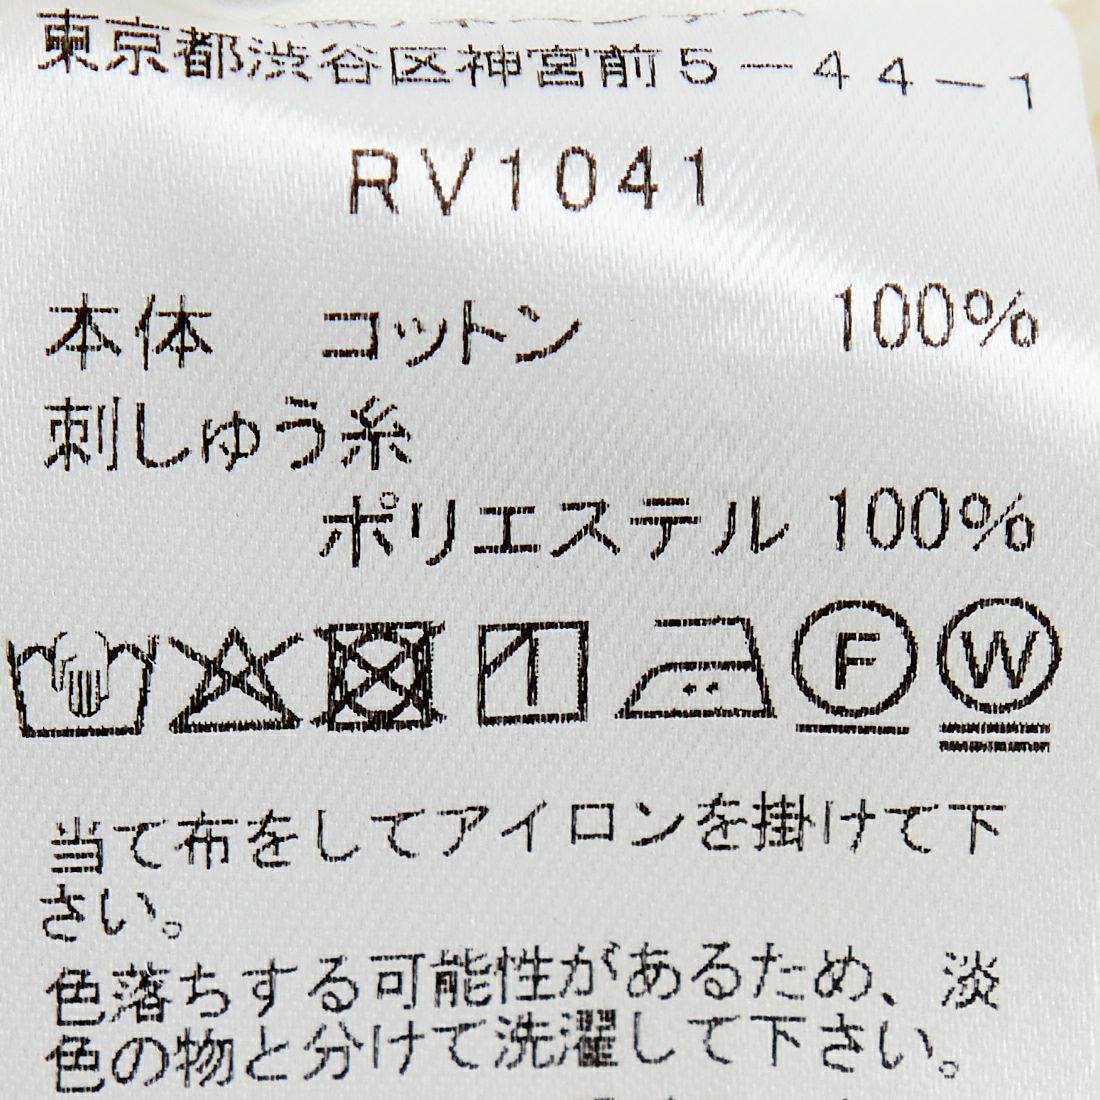 東京都渋谷区神宮前5-44-1
RV1041
本体 コットン 100%
刺しゅう糸
ポリエステル 100%
F W
当て布をしてアイロンを掛けて下
さい。
色落ちする可能性があるため、淡
色の物と分けて洗濯して下さい。